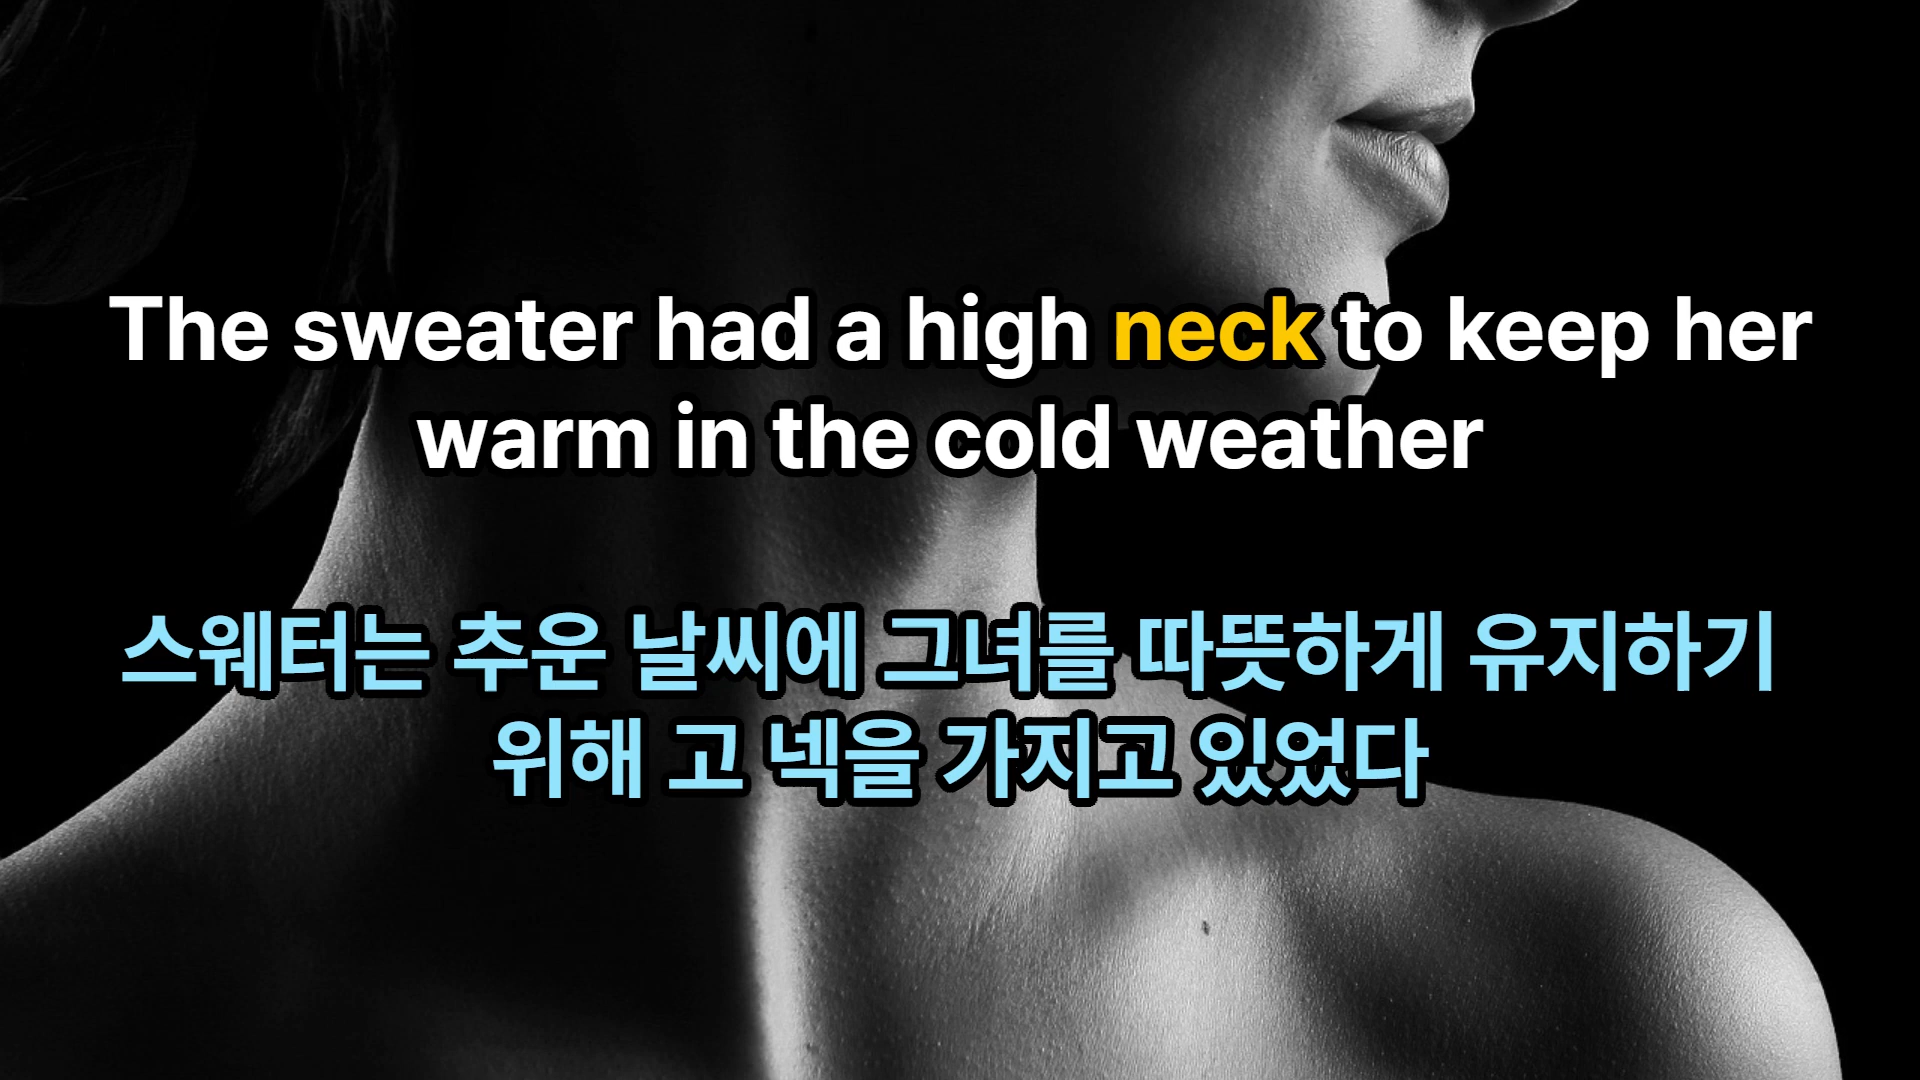 The sweater had a high neck to keep her
warm in the cold weather
스웨터는 추운 날씨에 그녀를 따뜻하게 유지하기
위해 고 넥을 가지고 있었다